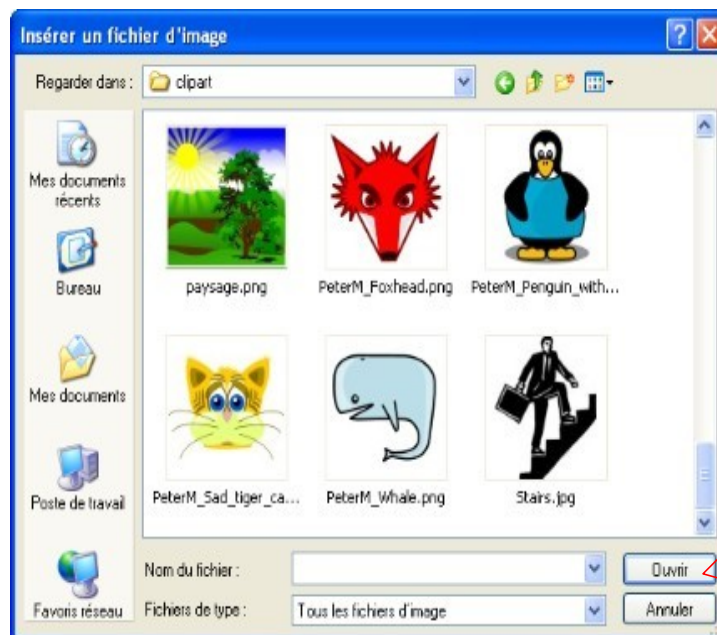 Insérer un fichier d'image
Regarder dans :
clipart
Mes documents
récents
Bureau
Mes documents
Poste de travail
Favoris réseau
paysage.png
PeterM_Foxhead.png
PeterM_Penguin_with...
PeterM_Sad_tiger_ca...
PeterM_Whale.png
Stairs.jpg
Nom du fichier :
Ouvrir
Fichiers de type :
Tous les fichiers d'image
Annuler